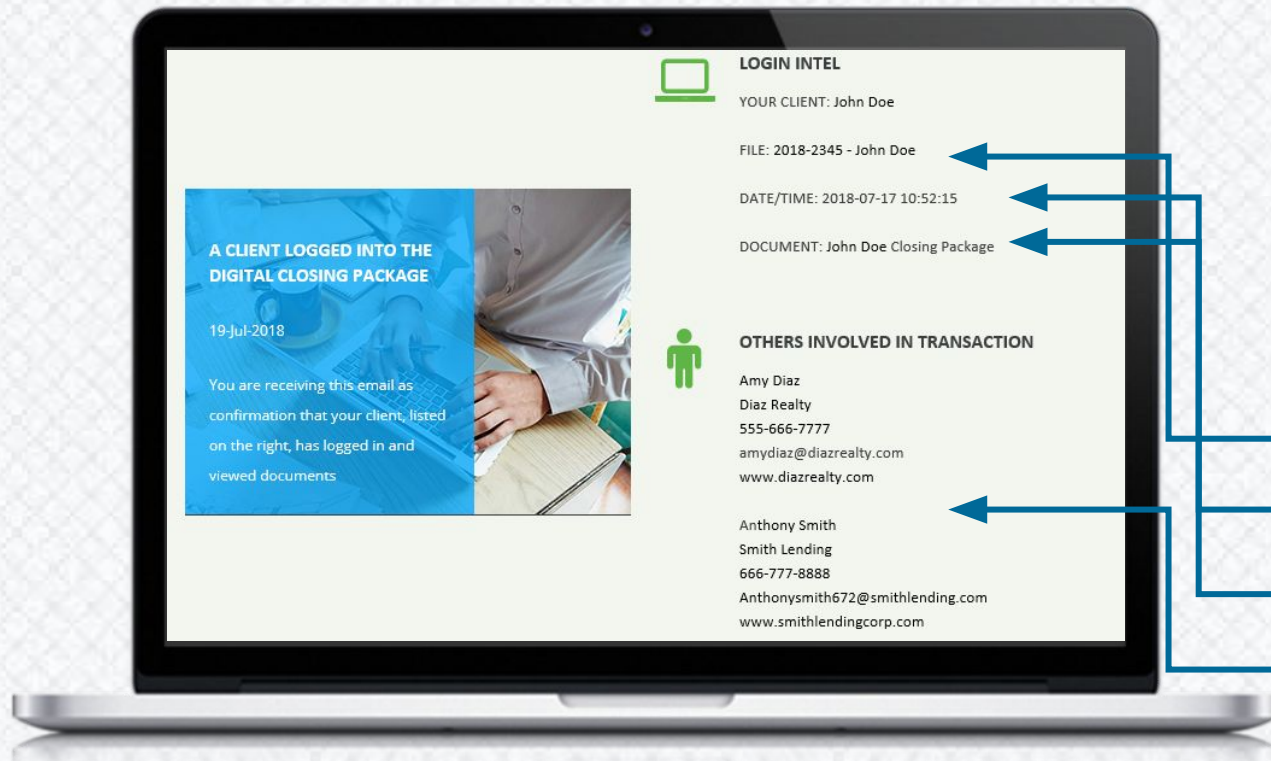 A CLIENT LOGGED INTO THE
DIGITAL CLOSING PACKAGE
19-Jul-2018
You are receiving this email as
confirmation that your client, listed
on the right, has logged in and
viewed documents
LOGIN INTEL
YOUR CLIENT: John Doe
FILE: 2018-2345 - John Doe
DATE/TIME: 2018-07-17 10:52:15
DOCUMENT: John Doe Closing Package
OTHERS INVOLVED IN TRANSACTION
Amy Diaz
Diaz Realty
555-666-7777
amydiaz@diazrealty.com
www.diazrealty.com
Anthony Smith
Smith Lending
666-777-8888
Anthonysmith672@smithlending.com
www.smithlendingcorp.com